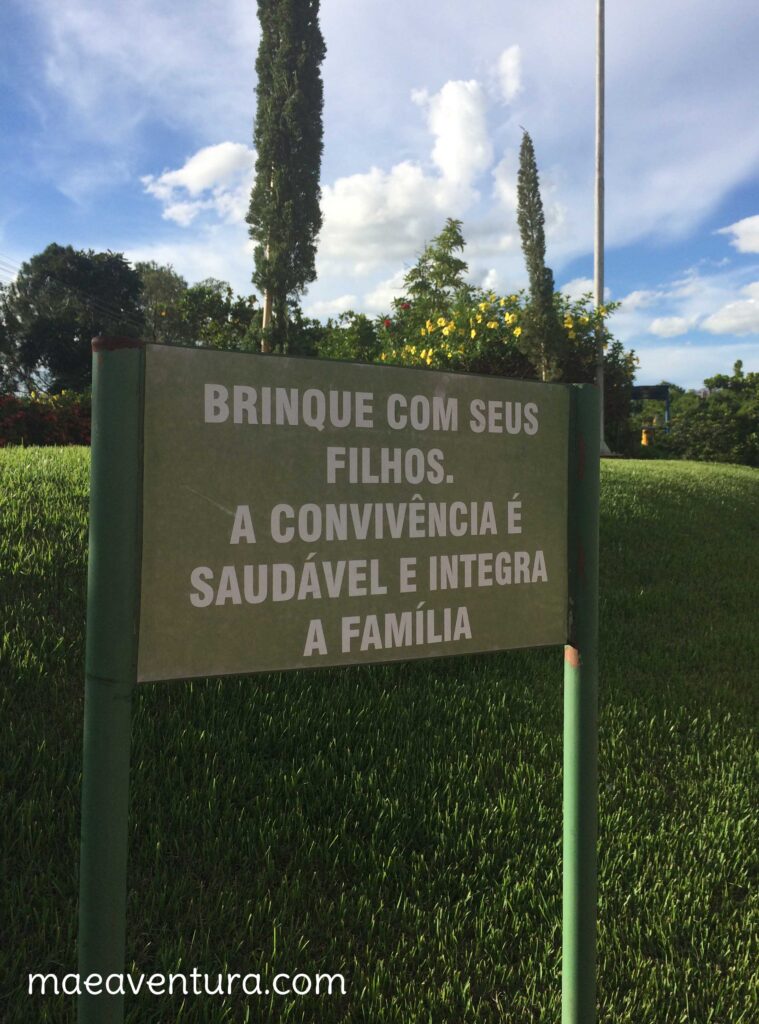 BRINQUE COM SEUS
FILHOS.
A CONVIVÊNCIA É
SAUDÁVEL E INTEGRA
A FAMÍLIA
maeaventura.com